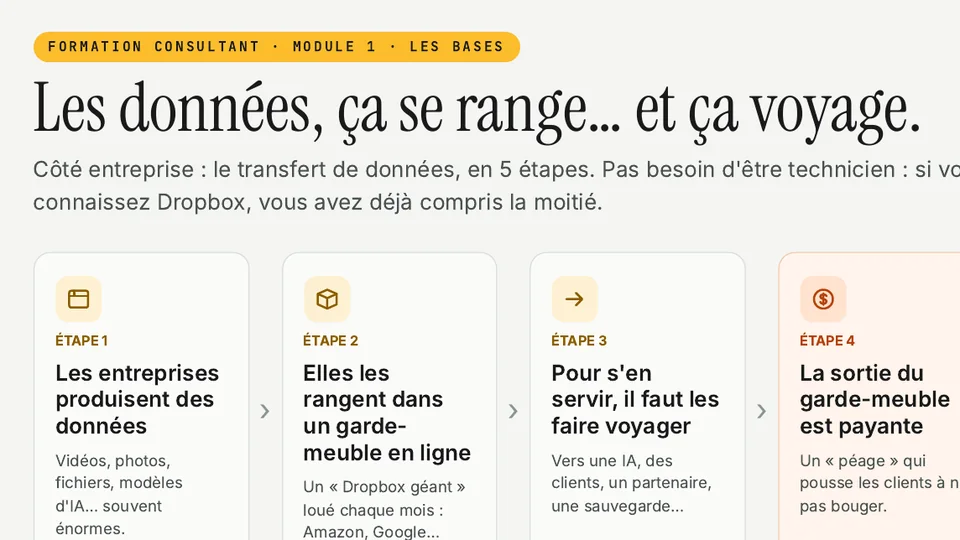 FORMATION CONSULTANT · MODULE 1 · LES BASES
Les données, ça se range... et ça voyage.
Côté entreprise : le transfert de données, en 5 étapes. Pas besoin d'être technicien : si
connaissez Dropbox, vous avez déjà compris la moitié.
ÉTAPE 1
Les entreprises
produisent des
données
Vidéos, photos,
fichiers, modèles
d'IA... souvent
énormes.
ÉTAPE 2
Elles les
rangent dans
un garde-
meuble en ligne
Un « Dropbox géant »
loué chaque mois :
Amazon, Google...
ÉTAPE 3
Pour s'en
servir, il faut les
faire voyager
Vers une IA, des
clients, un partenaire,
une sauvegarde...
ÉTAPE 4
La sortie du
garde-meuble
est payante
Un « péage » qui
pousse les clients à
pas bouger.